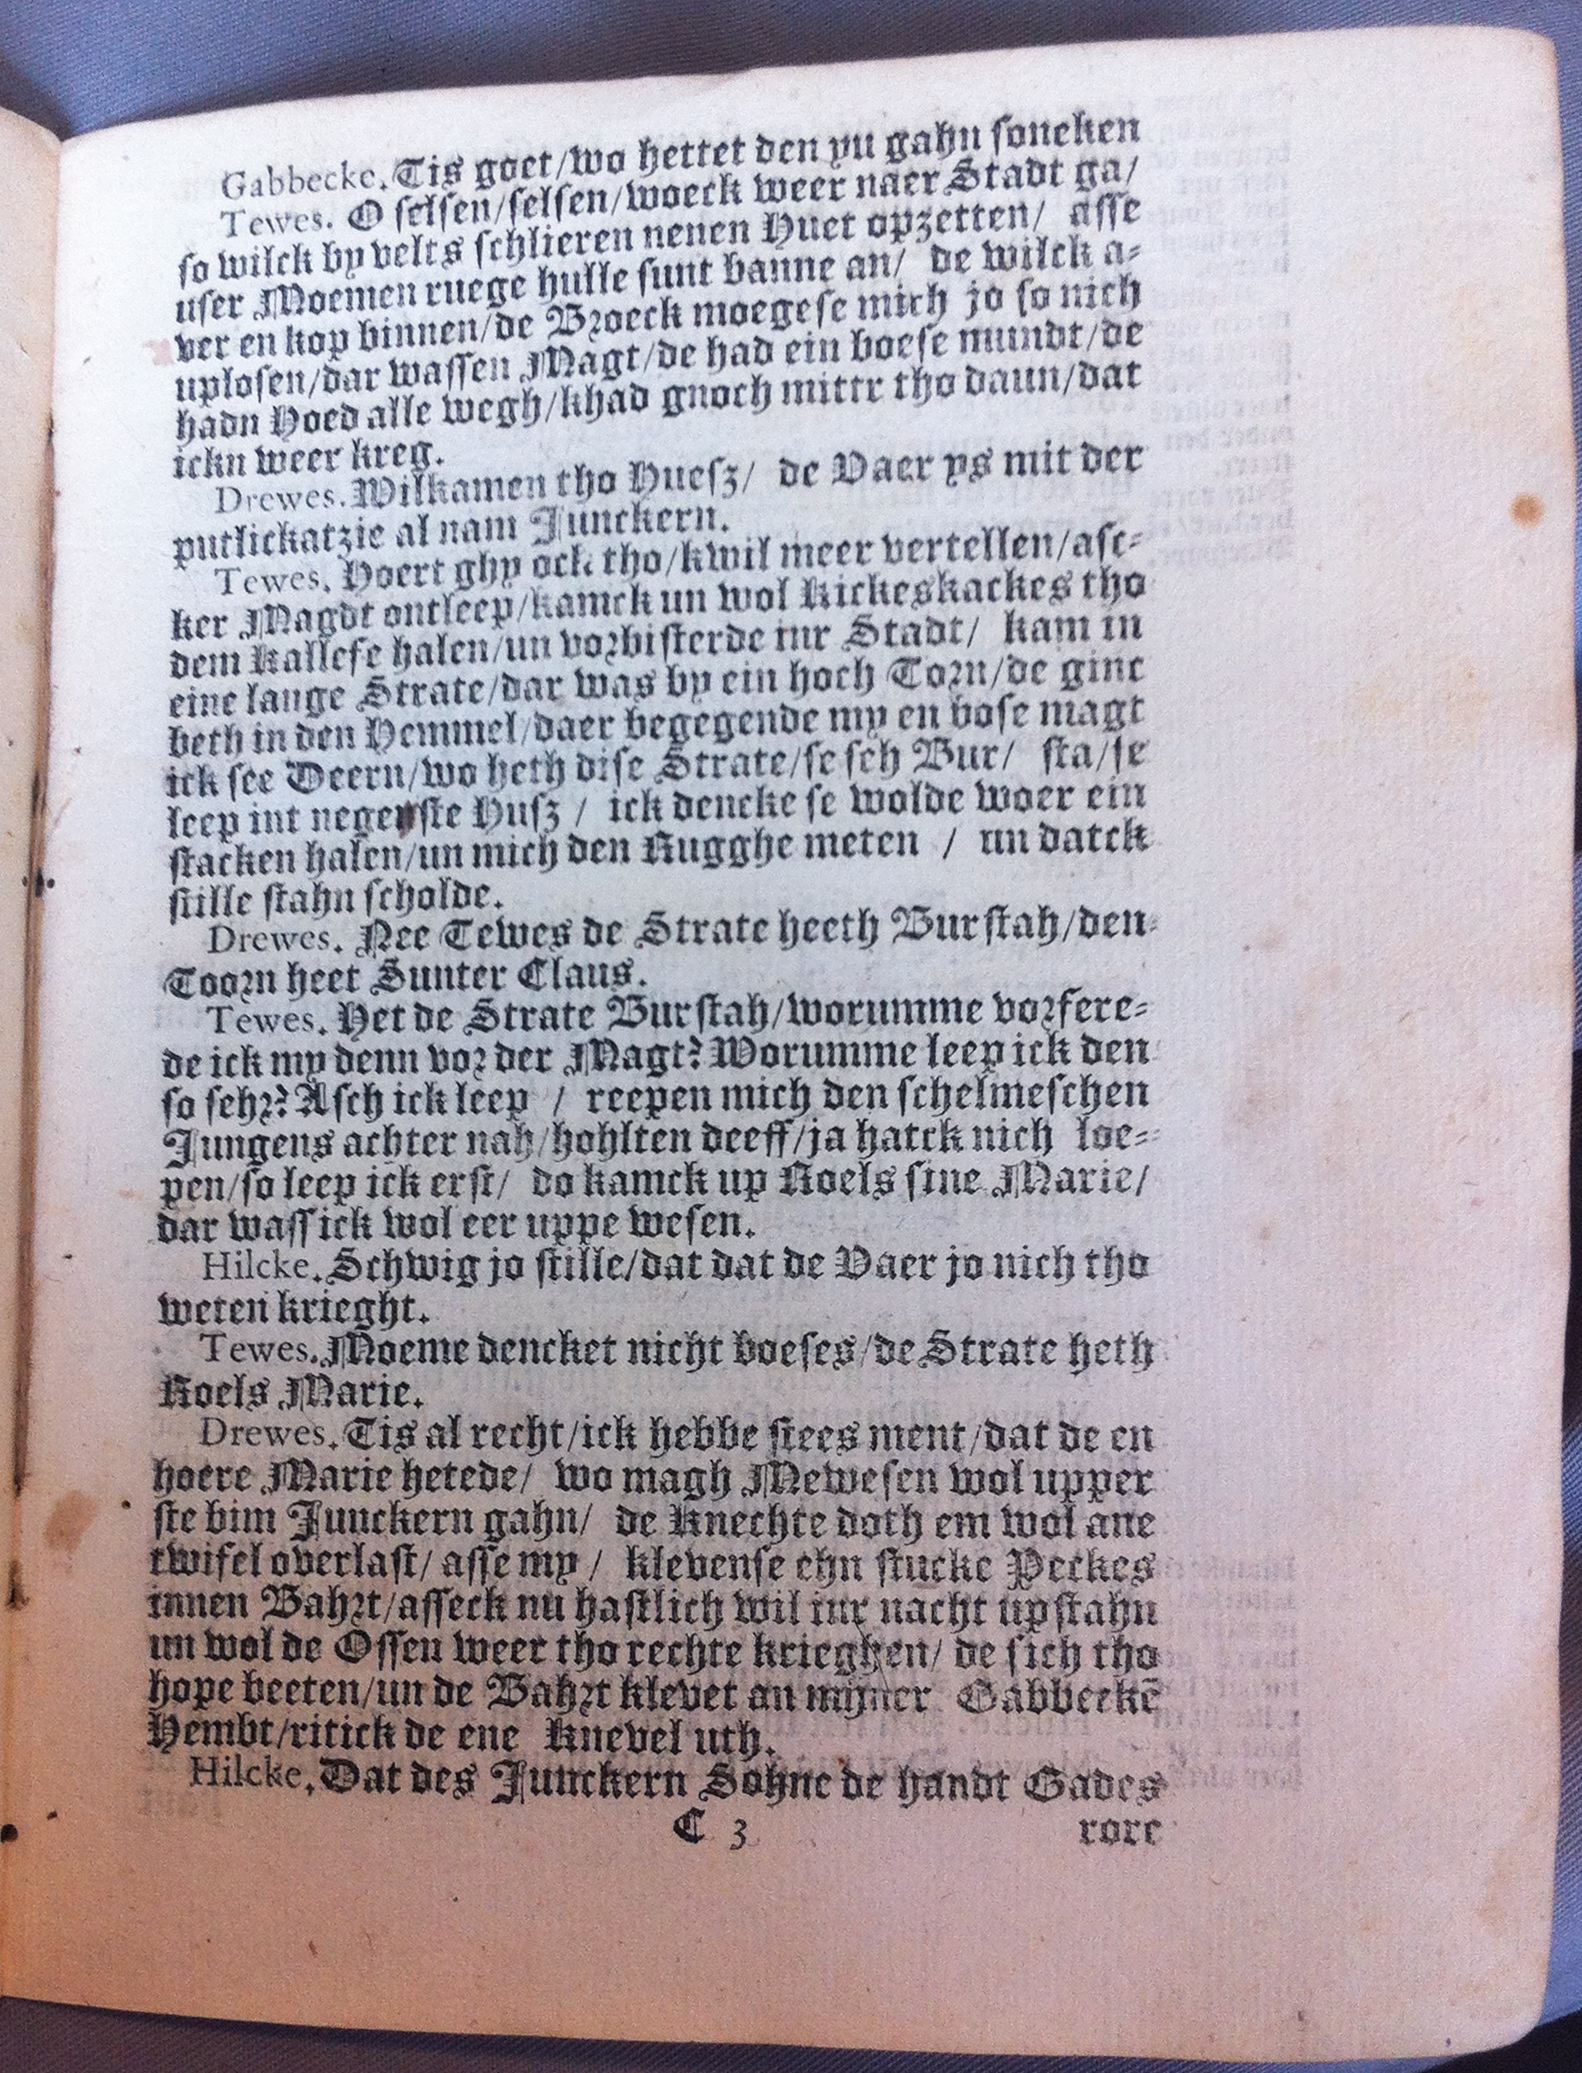 Gabbecke. Tis goet/wo hettet den yu gahn soneken
Tewes. O selsen/selsen/woeck weer naer Stadt ga/
so wilck by velts schlieren nenen Huet opzetten/ asse
user Moemen ruege hulle sunt banne an/ de wilck a-
ver en kop binnen/de Broeck moegese mich jo so nich
uplosen/dar wassen Magt/de had ein boese mundt/de
hadn Hoed alle wegh/khad gnoch mittr tho daun/dat
ickn weer kreg.
Drewes. Wilkamen tho Huesz/ de Vaer ys mit der
putlickatzie al nam Junckern.
Tewes. Hoert ghy ock tho/kwil meer vertellen/asc-
ker Magdt ontleep/kamck un wol Kickeskackes tho
dem Kallefe halen/un vorbisterde inr Stadt/ kam in
eine lange Strate/dar was by ein hoch Torn/de ginc
beth in den Hemmel/daer begegende my en bose magt
ick see Deern/wo heth dise Strate/se seh Bur/ sta/se
leep int negenste Husz / ick dencke se wolde woer ein
stacken halen/un mich den Rugghe meten / un datck
stille stahn scholde.
Drewes. Nee Tewes de Strate heeth Burstah/den
Toorn heet Sunter Claus.
Tewes. Het de Strate Burstah/worumme vorfere-
de ick my denn vor der Magt? Worumme leep ick den
so sehr? Asch ick leep / reepen mich den schelmeschen
Jungens achter nah/hohlten deeff/ja hatck nich loe-
pen/so leep ick erst/ do kamck up Roels sine Marie/
dar wass ick wol eer uppe wesen.
Hilcke. Schwig jo stille/dat dat de Vaer jo nich tho
weten krieght.
Tewes. Moeme dencket nicht boeses/de Strate heth
Roels Marie.
Drewes. Tis al recht/ick hebbe stees ment/dat de en
hoere Marie hetede/ wo magh Mewesen wol upper
ste bim Junckern gahn/ de Knechte doth em wol ane
twifel overlast/ asse my / klevense ehn stucke Peckes
innen Bahrt/asseck nu hastlich wil inr nacht upstahn
un wol de Ossen weer tho rechte krieghen/ de sich tho
hope beeten/un de Bahrt klevet an mijner Gabbeckē
Hembt/ritick de ene Knevel uth.
Hilcke. Dat des Junckern Sohne de handt Gades
C 3 rore